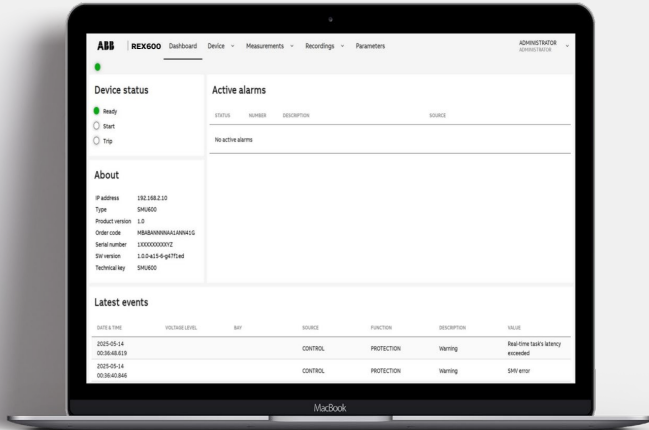 ABB REX600 Dashboard Device Measurements Recordings Parameters ADMINISTRATOR
ADMINISTRATOR
Device status
Ready
Start
Trip
Active alarms
STATUS NUMBER DESCRIPTION SOURCE
No active alarms
About
IP address 192.168.2.10
Type SMU600
Product version 1.0
Order code MBABANNNNAA1ANN41G
Serial number 1XXXXXXXXXYZ
SW version 1.0.0-a15-6-g47f1ed
Technical key SMU600
Latest events
DATE & TIME VOLTAGE LEVEL BAY SOURCE FUNCTION DESCRIPTION VALUE
2025-05-14
00:36:48.619 CONTROL PROTECTION Warning Real-time task's latency
exceeded
2025-05-14
00:36:40.846 CONTROL PROTECTION Warning SMV error
MacBook